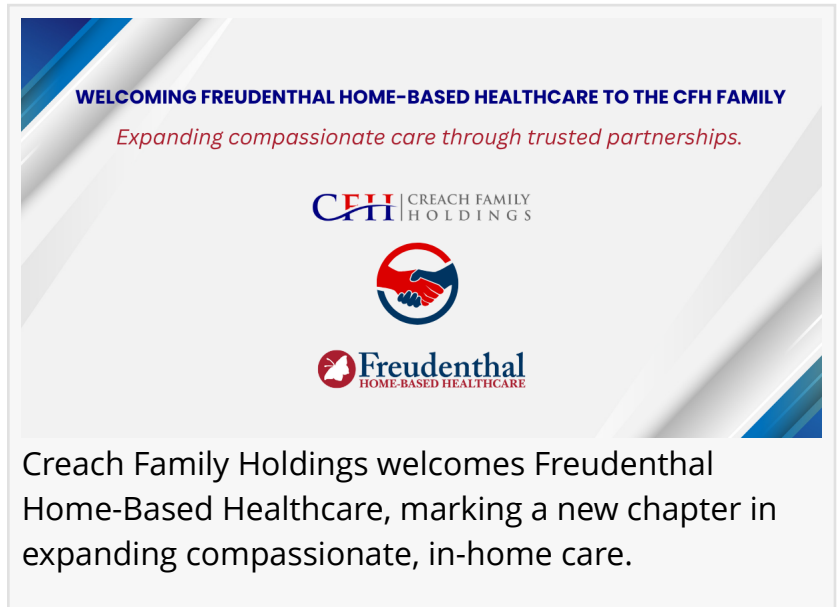 WELCOMING FREUDENTHAL HOME-BASED HEALTHCARE TO THE CFH FAMILY
Expanding compassionate care through trusted partnerships.
CFH CREACH FAMILY
HOLDINGS
Freudenthal
HOME-BASED HEALTHCARE
Creach Family Holdings welcomes Freudenthal
Home-Based Healthcare, marking a new chapter in
expanding compassionate, in-home care.